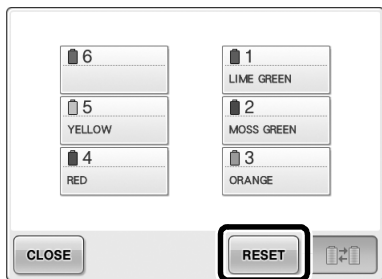 6
1
LIME GREEN
5
YELLOW
2
MOSS GREEN
4
RED
3
ORANGE
CLOSE
RESET